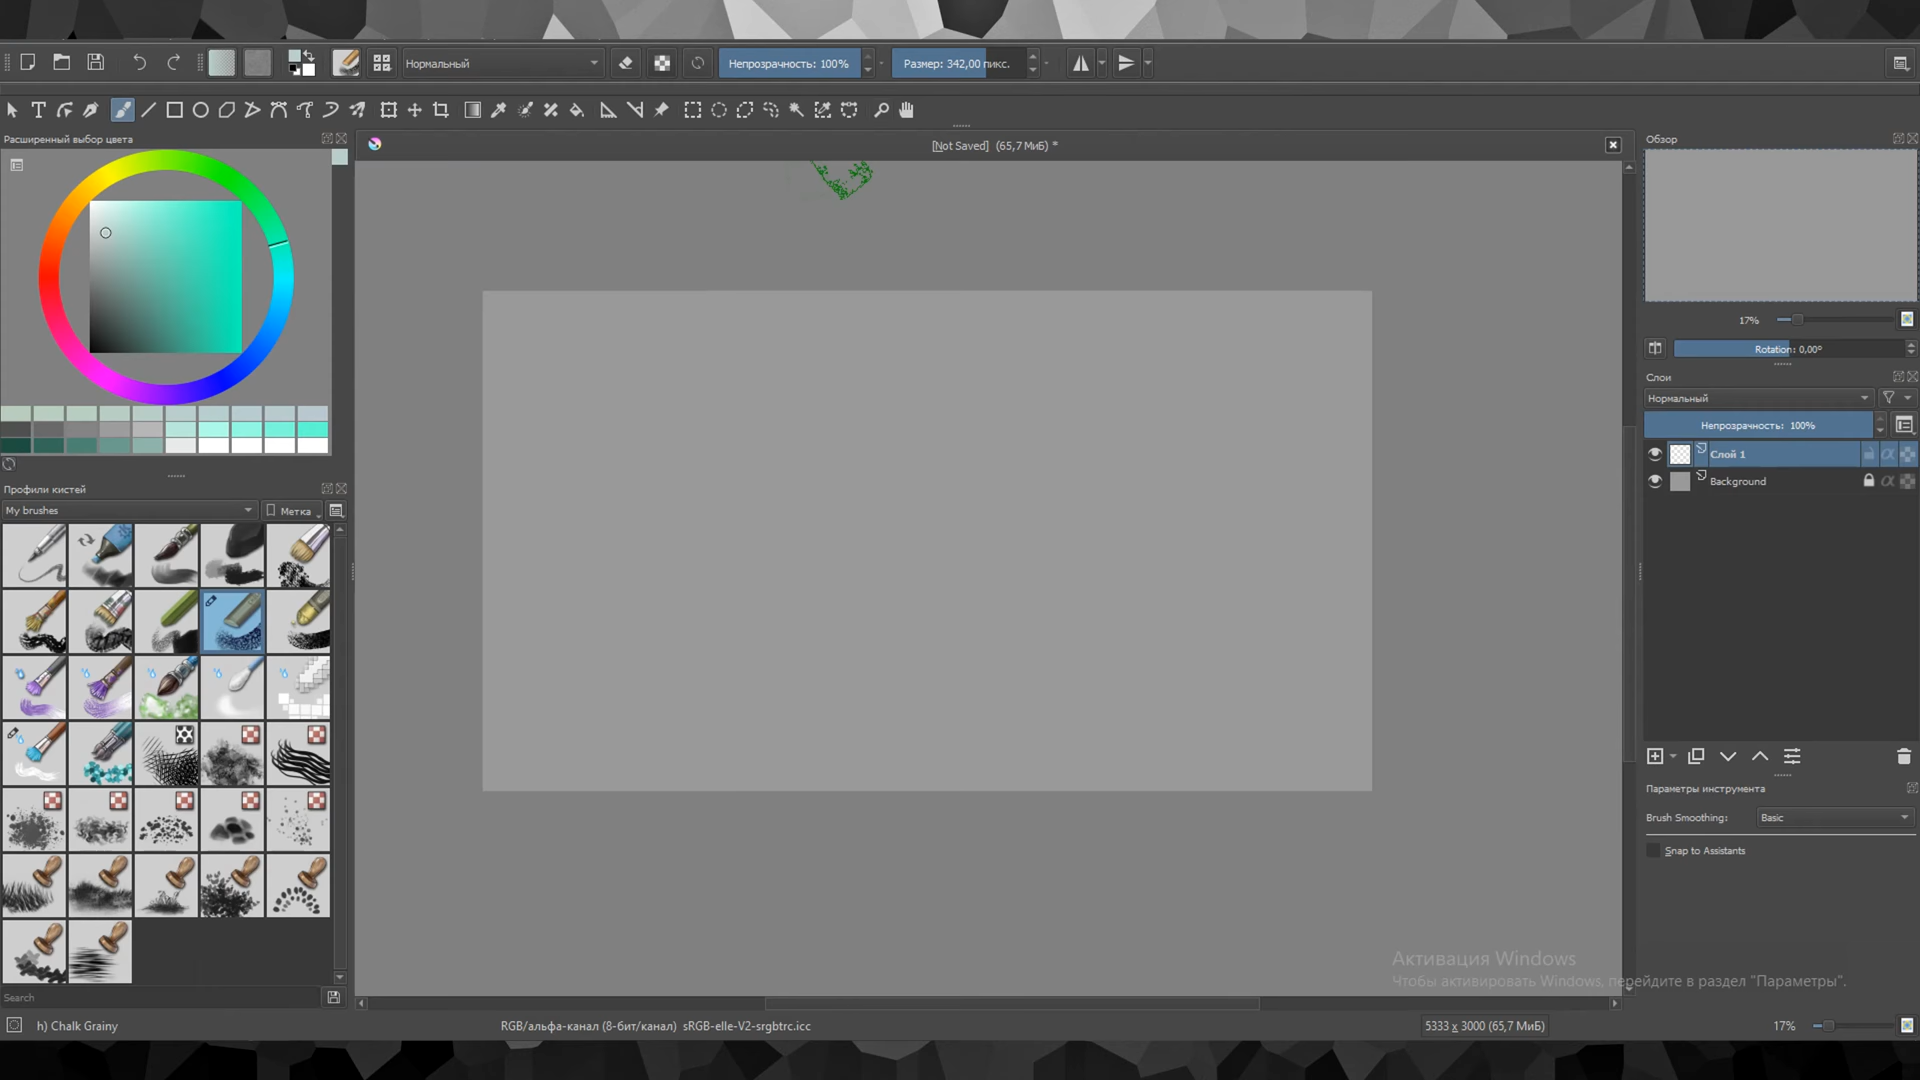 Нормальный
Непрозрачность: 100%
Размер: 342,00 пикс.
Расширенный выбор цвета
[Not Saved] (65,7 МиБ) *
Обзор
17%
Rotation: 0,00°
Слои
Нормальный
Непрозрачность: 100%
Слой 1
Background
Профили кистей
My brushes
Метка
Параметры инструмента
Brush Smoothing:
Basic
Snap to Assistants
Активация Windows
Чтобы активировать Windows, перейдите в раздел "Параметры".
Search
h) Chalk Grainy
RGB/альфа-канал (8-бит/канал) sRGB-elle-V2-srgbtrc.icc
5333 x 3000 (65,7 МиБ)
17%